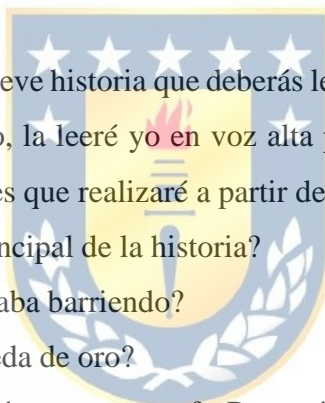 eve historia que deberás le
o, la leeré yo en voz alta p
es que realizaré a partir de
ncipal de la historia?
aba barriendo?
eda de oro?